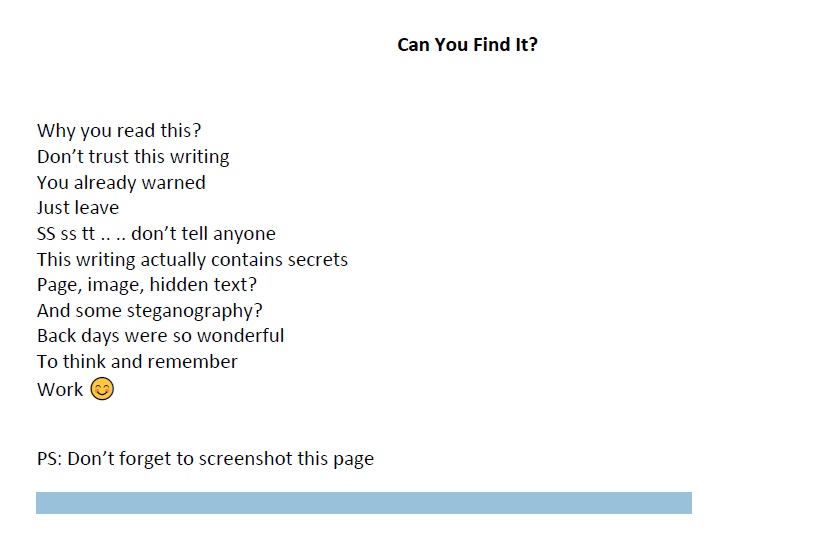 Can You Find It?
Why you read this?
Don’t trust this writing
You already warned
Just leave
SS ss tt .. .. don’t tell anyone
This writing actually contains secrets
Page, image, hidden text?
And some steganography?
Back days were so wonderful
To think and remember
Work 😊
PS: Don’t forget to screenshot this page